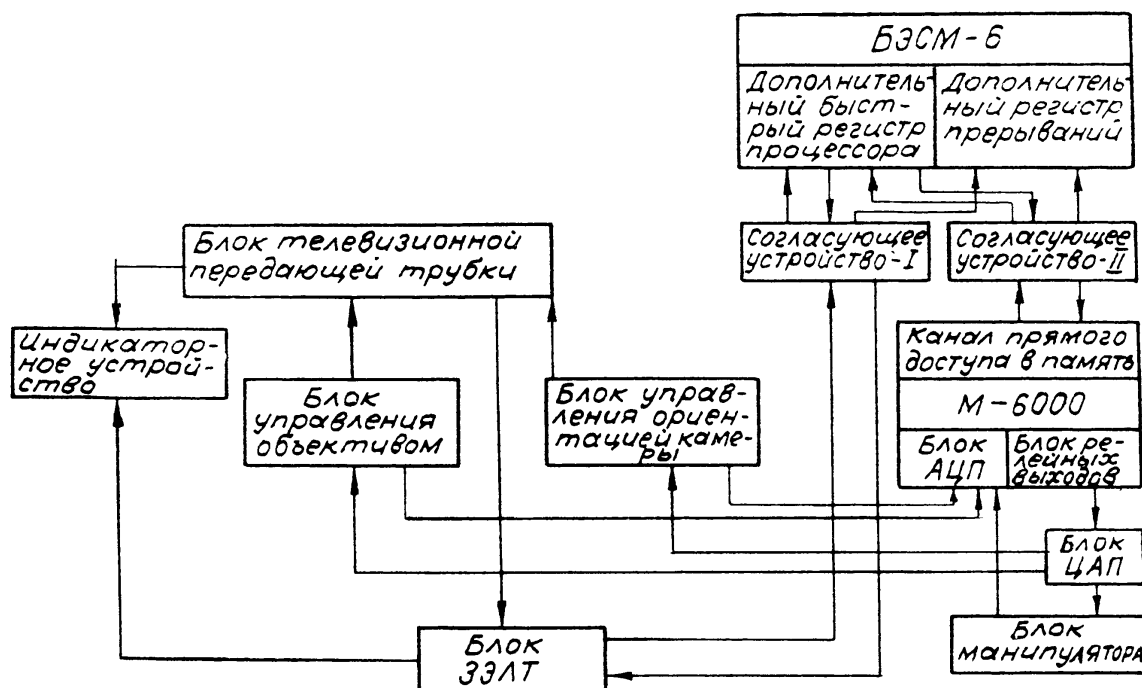 БЭСМ-6
Дополнитель-
ный быст-
рый регистр
процессора
Дополнитель-
ный регистр
прерываний
Блок телевизионной
передающей трубки
Согласующее
устройство-I
Согласующее
устройство-II
Индикатор-
ное устрой-
ство
Канал прямого
доступа в память
М-6000
Блок
АЦП
Блок ре-
лейных
выходов
Блок
управления
объективом
Блок управ-
ления ориен-
тацией каме-
ры
Блок
ЦАП
Блок
манипулятора
Блок
ЗЭЛТ